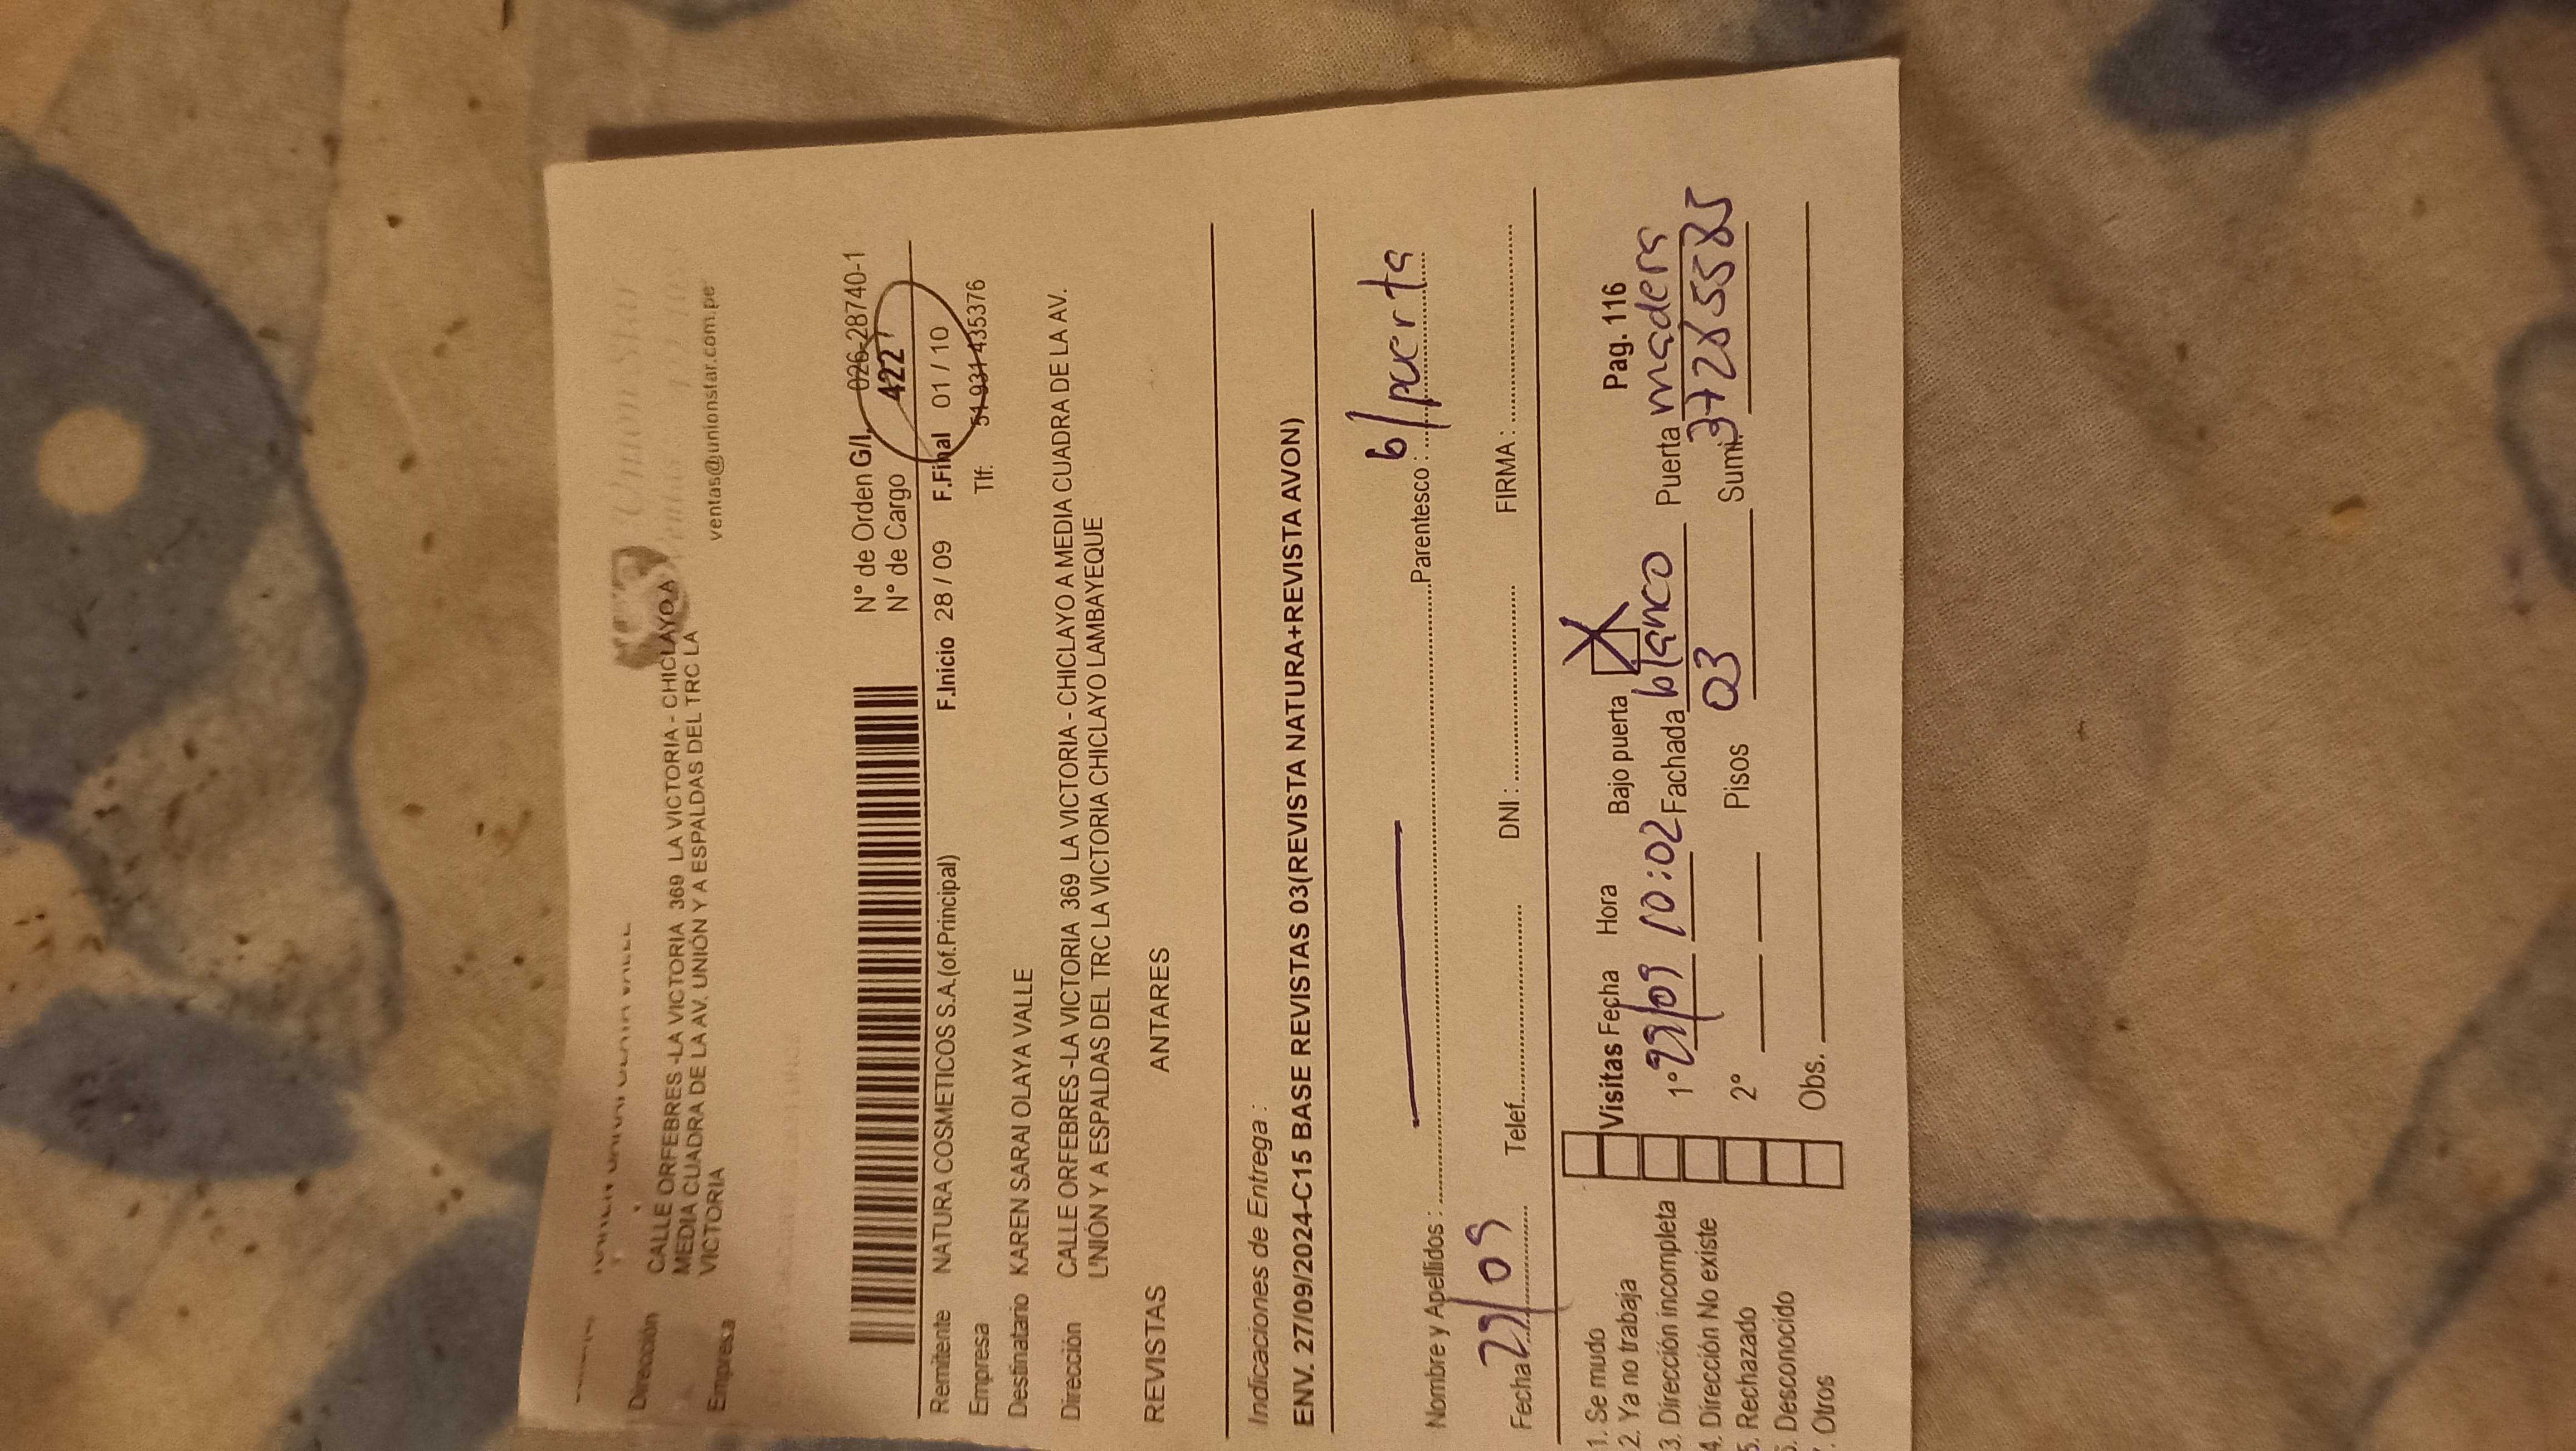 Dirección CALLE ORFEBRES -LA VICTORIA 369 LA VICTORIA - CHICLAYO A
MEDIA CUADRA DE LA AV. UNIÓN Y A ESPALDAS DEL TRC LA
Empresa VICTORIA
ventas@unionstar.com.pe
N° de Orden G/I. 026-28740-1
N° de Cargo 422
F.Inicio 28 / 09 F.Final 01 / 10
Remitente NATURA COSMETICOS S.A.(of.Principal)
Empresa Tlf: 51 931435376
Destinatario KAREN SARAI OLAYA VALLE
Dirección CALLE ORFEBRES -LA VICTORIA 369 LA VICTORIA - CHICLAYO A MEDIA CUADRA DE LA AV.
UNIÓN Y A ESPALDAS DEL TRC LA VICTORIA CHICLAYO LAMBAYEQUE
REVISTAS ANTARES
Indicaciones de Entrega :
ENV. 27/09/2024-C15 BASE REVISTAS 03(REVISTA NATURA+REVISTA AVON)
Nombre y Apellidos : Parentesco : b/puerta
Fecha 29/09 Telef. DNI : FIRMA :
1. Se mudo
2. Ya no trabaja
3. Dirección incompleta
4. Dirección No existe
5. Rechazado
6. Desconocido
7. Otros
Visitas Fecha Hora Bajo puerta X Pag. 116
1° 29/09 10:02 Fachada blanco Puerta madera
2° Pisos 03 Sumi. 37285585
Obs.